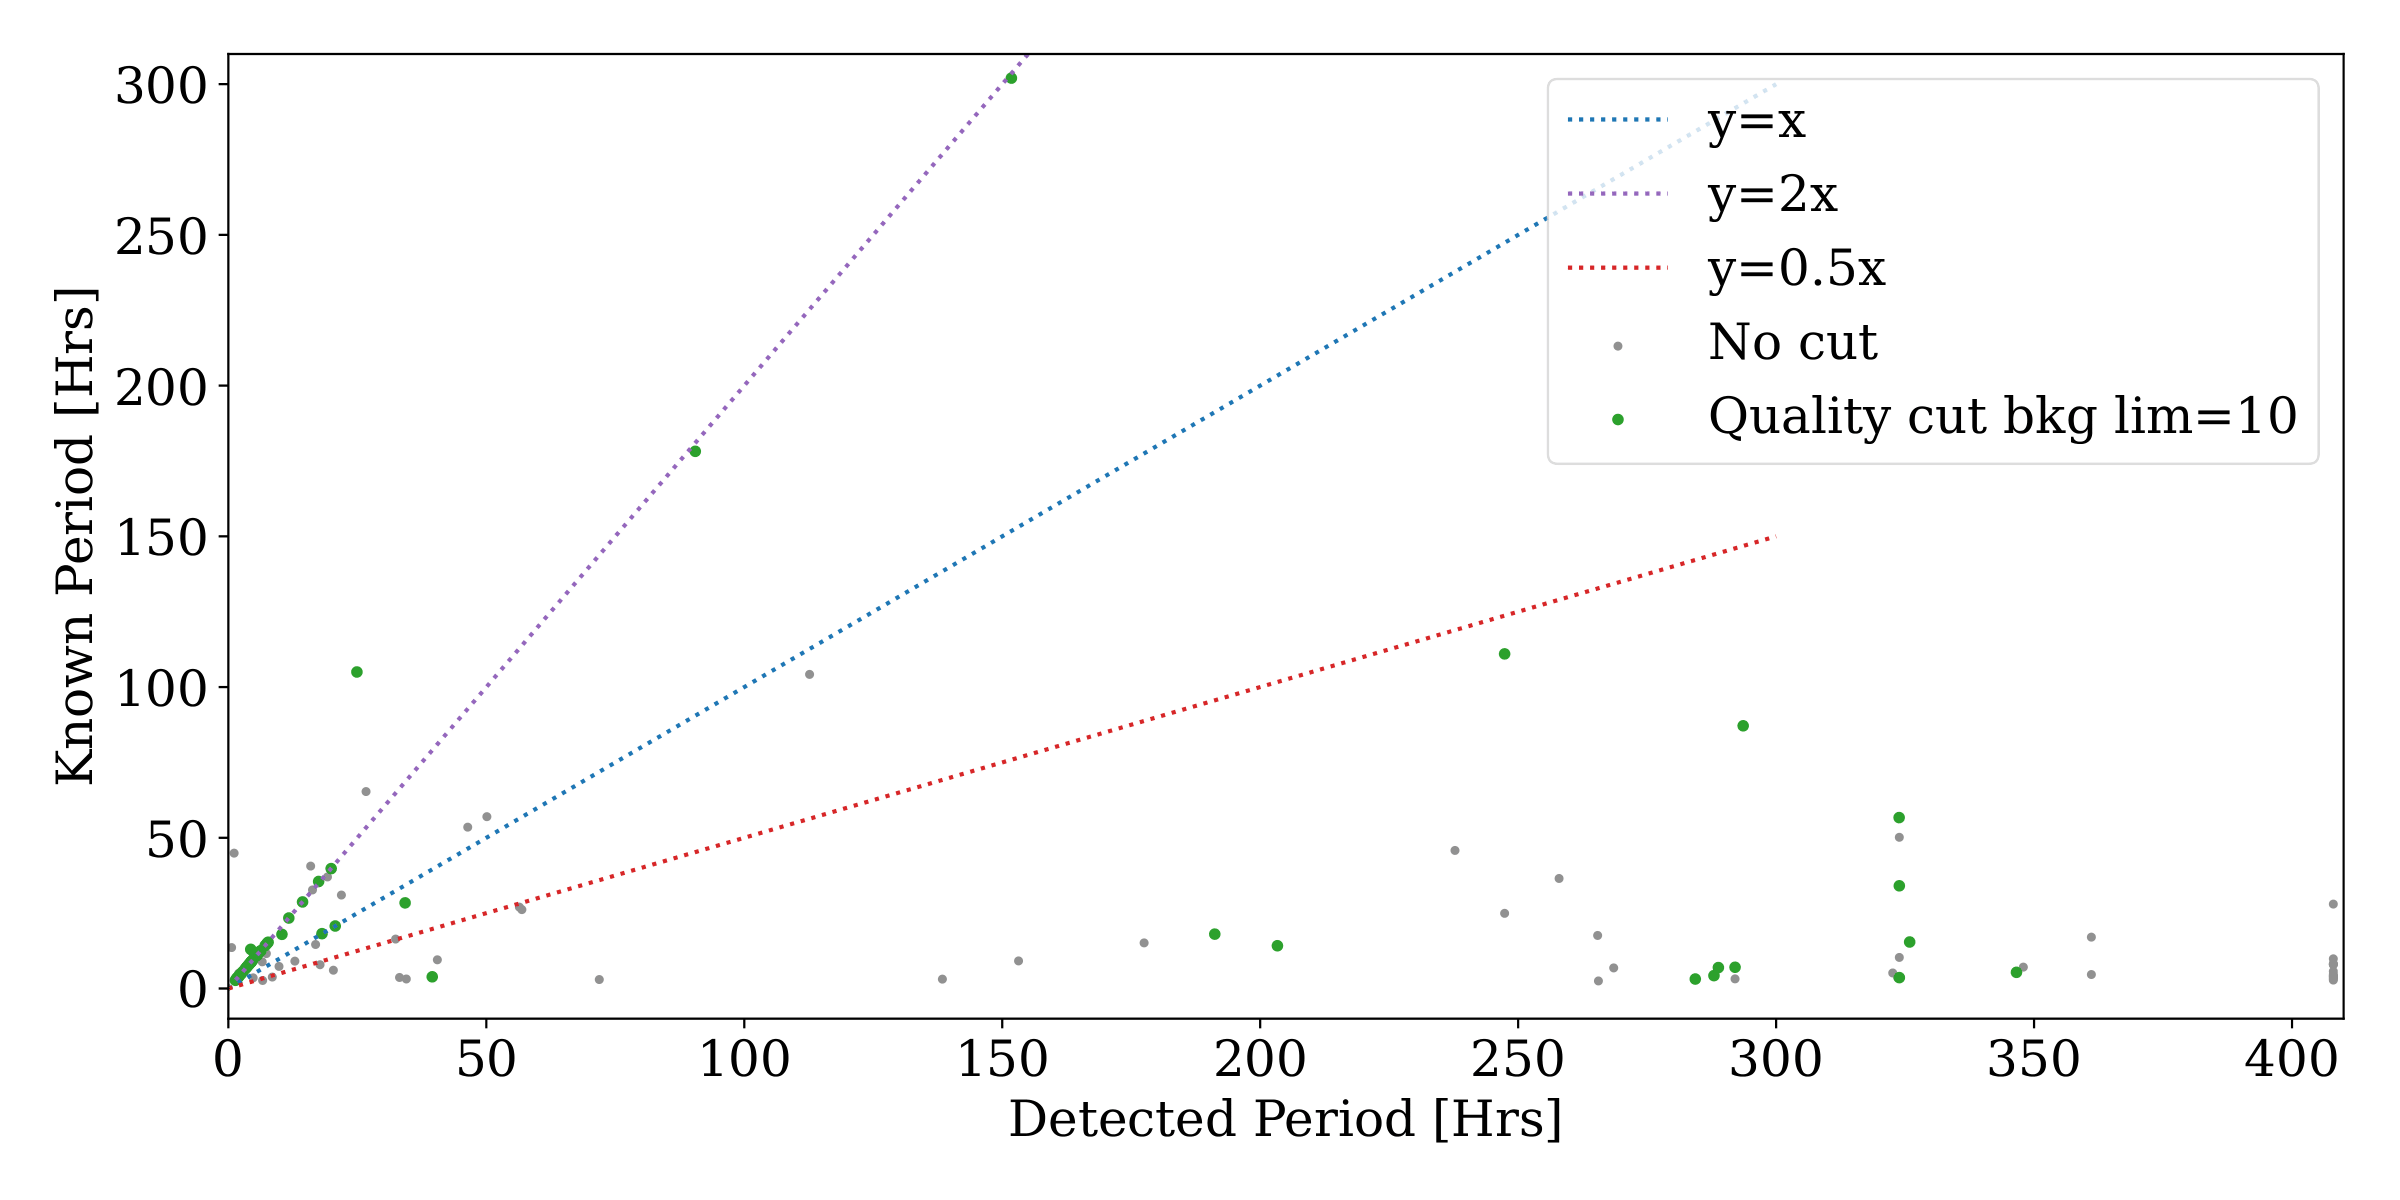 300
250
200
150
100
50
0
Known Period [Hrs]
y=x
y=2x
y=0.5x
No cut
Quality cut bkg lim=10
0 50 100 150 200 250 300 350 400
Detected Period [Hrs]